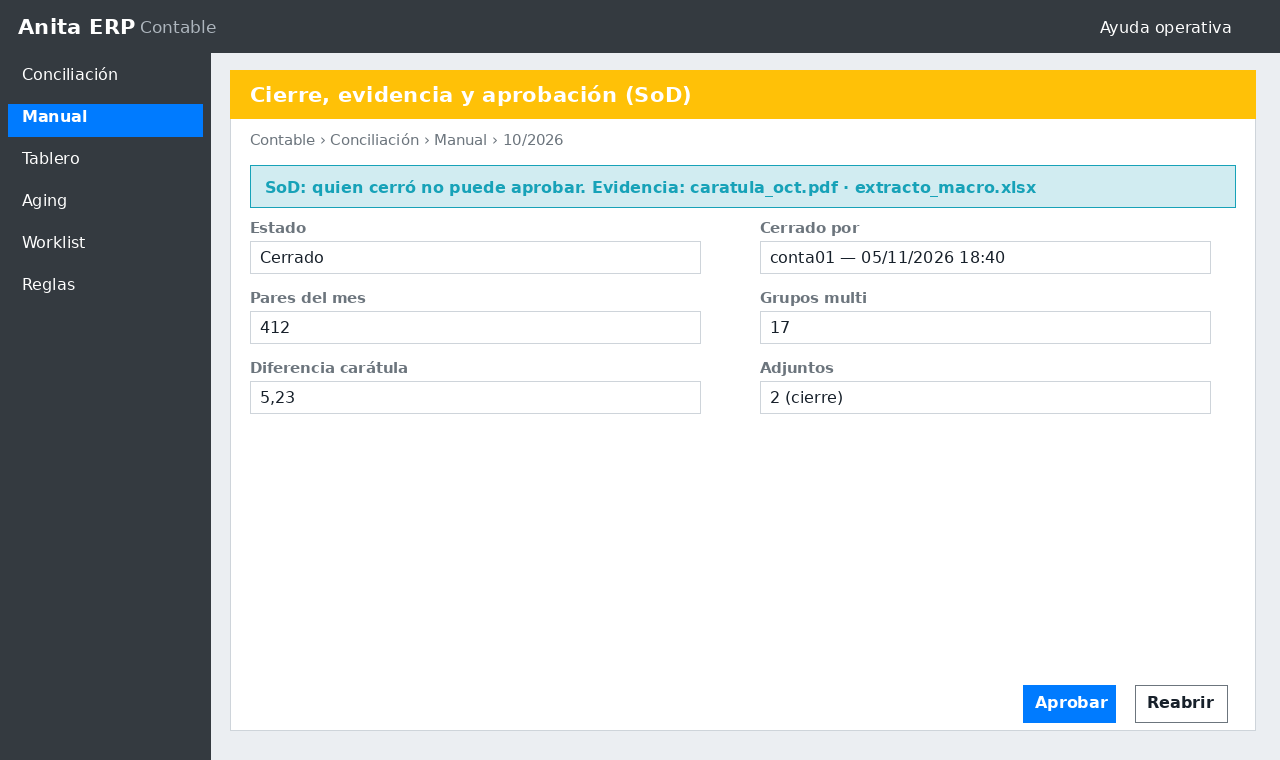 Anita ERP Contable
Ayuda operativa
Conciliación
Manual
Tablero
Aging
Worklist
Reglas
Cierre, evidencia y aprobación (SoD)
Contable › Conciliación › Manual › 10/2026
SoD: quien cerró no puede aprobar. Evidencia: caratula_oct.pdf · extracto_macro.xlsx
Estado
Cerrado
Cerrado por
conta01 — 05/11/2026 18:40
Pares del mes
412
Grupos multi
17
Diferencia carátula
5,23
Adjuntos
2 (cierre)
Aprobar
Reabrir